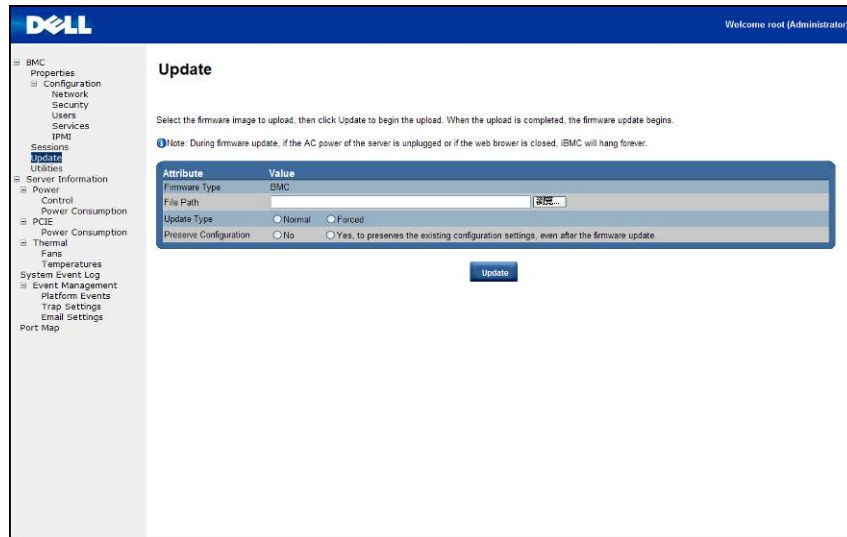 DELL
Welcome root (Administrator)
BMC
Properties
Configuration
Network
Security
Users
Services
IPMI
Sessions
Update
Utilities
Server Information
Power
Control
Power Consumption
PCIE
Power Consumption
Thermal
Fans
Temperatures
System Event Log
Event Management
Platform Events
Trap Settings
Email Settings
Port Map
Update
Select the firmware image to upload, then click Update to begin the upload. When the upload is completed, the firmware update begins.
Note: During firmware update, if the AC power of the server is unplugged or if the web brower is closed, iBMC will hang forever.
Attribute Value
Firmware Type BMC
File Path
Update Type Normal Forced
Preserve Configuration No Yes, to preserves the existing configuration settings, even after the firmware update.
Update